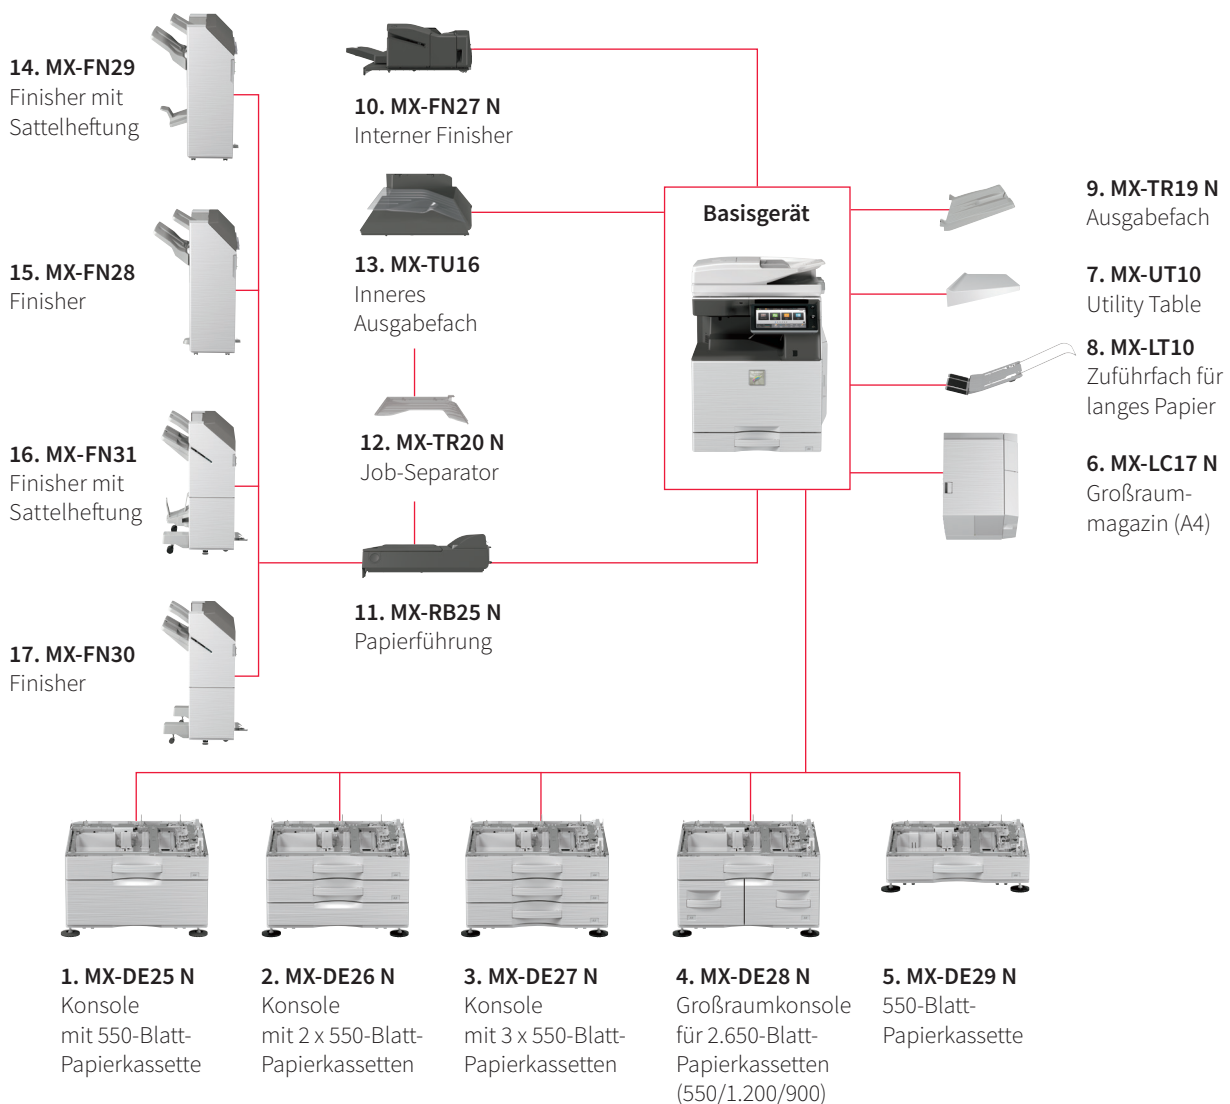 14. MX-FN29
Finisher mit
Sattelheftung
10. MX-FN27 N
Interner Finisher
15. MX-FN28
Finisher
13. MX-TU16
Inneres
Ausgabefach
Basisgerät
9. MX-TR19 N
Ausgabefach
7. MX-UT10
Utility Table
8. MX-LT10
Zuführfach für
langes Papier
16. MX-FN31
Finisher mit
Sattelheftung
12. MX-TR20 N
Job-Separator
6. MX-LC17 N
Großraum-
magazin (A4)
17. MX-FN30
Finisher
11. MX-RB25 N
Papierführung
1. MX-DE25 N
Konsole
mit 550-Blatt-
Papierkassette
2. MX-DE26 N
Konsole
mit 2 x 550-Blatt-
Papierkassetten
3. MX-DE27 N
Konsole
mit 3 x 550-Blatt-
Papierkassetten
4. MX-DE28 N
Großraumkonsole
für 2.650-Blatt-
Papierkassetten
(550/1.200/900)
5. MX-DE29 N
550-Blatt-
Papierkassette